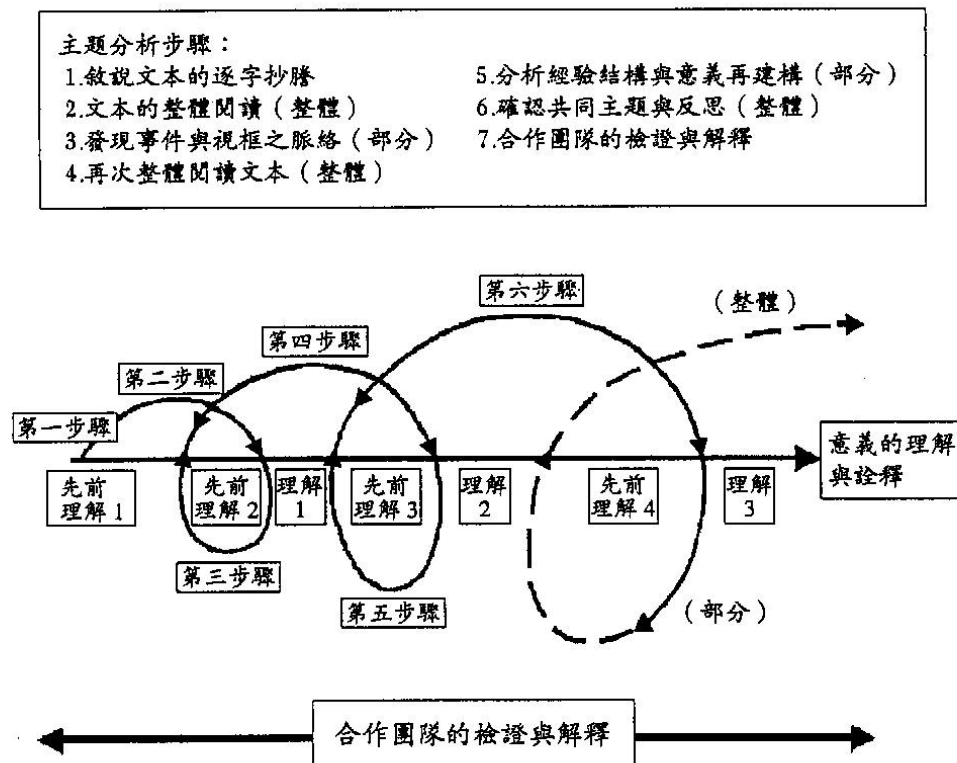 主題分析步驟：
1.敘說文本的逐字抄騰
2.文本的整體閱讀（整體）
3.發現事件與視框之脈絡（部分）
4.再次整體閱讀文本（整體）
5.分析經驗結構與意義再建構（部分）
6.確認共同主題與反思（整體）
7.合作團隊的檢證與解釋
第六步驟
（整體）
第四步驟
第二步驟
第一步驟
意義的理解
與詮釋
先前
理解1
先前
理解2
理解
1
先前
理解3
理解
2
先前
理解4
理解
3
第三步驟
第五步驟
（部分）
合作團隊的檢證與解釋